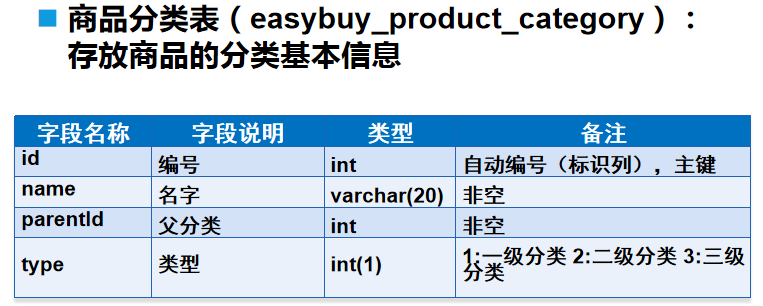 商品分类表（easybuy_product_category）：
存放商品的分类基本信息
字段名称 字段说明 类型 备注
id 编号 int 自动编号（标识列），主键
name 名字 varchar(20) 非空
parentId 父分类 int 非空
type 类型 int(1) 1:一级分类 2:二级分类 3:三级
分类